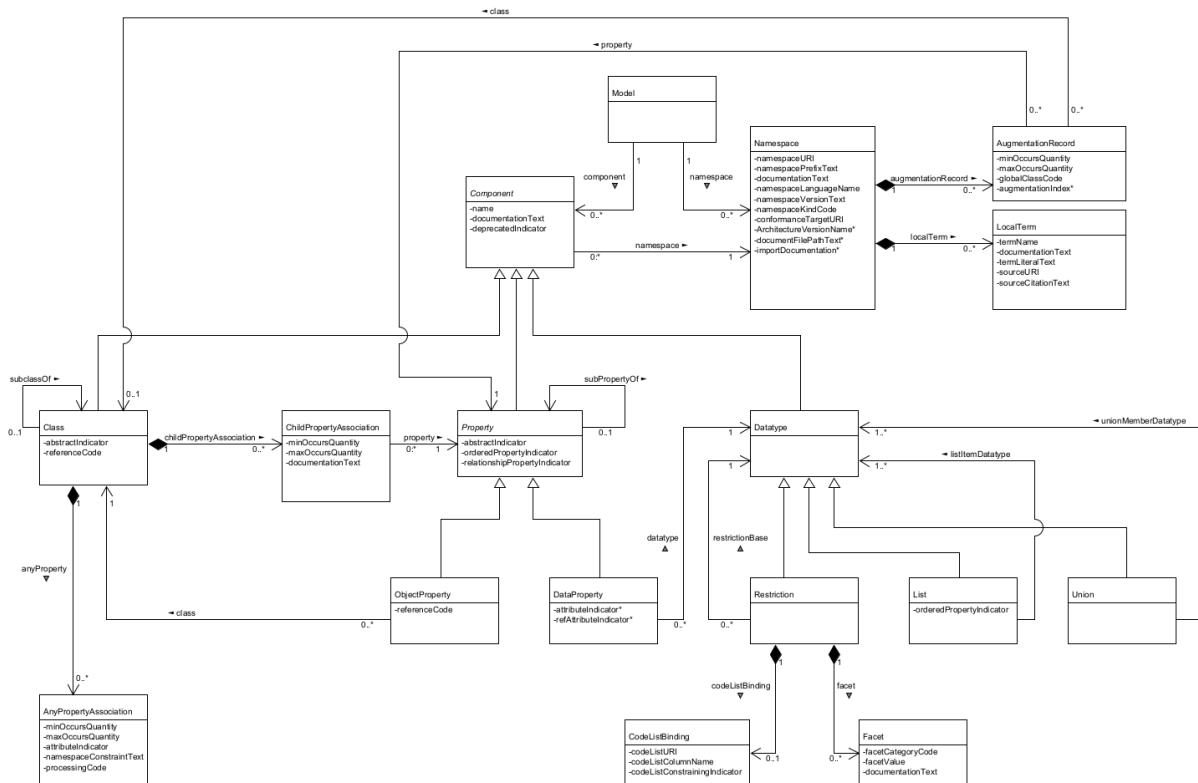 ◄ class
◄ property
Model
0..*
0..*
1
1
component
namespace
Namespace
-namespaceURI
-namespacePrefixText
-documentationText
-namespaceLanguageName
-namespaceVersionText
-namespaceKindCode
-conformanceTargetURI
-ArchitectureVersionName*
-documentFilePathText*
-importDocumentation*
AugmentationRecord
-minOccursQuantity
-maxOccursQuantity
-globalClassCode
-augmentationIndex*
augmentationRecord ►
1
0..*
Component
-name
-documentationText
-deprecatedIndicator
0..*
0..*
namespace ►
0:*
1
localTerm ►
1
0..*
LocalTerm
-termName
-documentationText
-termLiteralText
-sourceURI
-sourceCitationText
subclassOf ►
0..1
0..1
1
subPropertyOf ►
0..1
Class
-abstractIndicator
-referenceCode
childPropertyAssociation ►
1
0..*
ChildPropertyAssociation
-minOccursQuantity
-maxOccursQuantity
-documentationText
property ►
0:*
1
Property
-abstractIndicator
-orderedPropertyIndicator
-relationshipPropertyIndicator
Datatype
1
1
1..*
◄ unionMemberDatatype
1..*
◄ listItemDatatype
1
1
anyProperty
datatype
restrictionBase
ObjectProperty
-referenceCode
◄ class
0..*
DataProperty
-attributeIndicator*
-refAttributeIndicator*
0..*
Restriction
0..*
List
-orderedPropertyIndicator
Union
1
1
codeListBinding
facet
0..*
AnyPropertyAssociation
-minOccursQuantity
-maxOccursQuantity
-attributeIndicator
-namespaceConstraintText
-processingCode
CodeListBinding
-codeListURI
-codeListColumnName
-codeListConstrainingIndicator
0..1
0..*
Facet
-facetCategoryCode
-facetValue
-documentationText